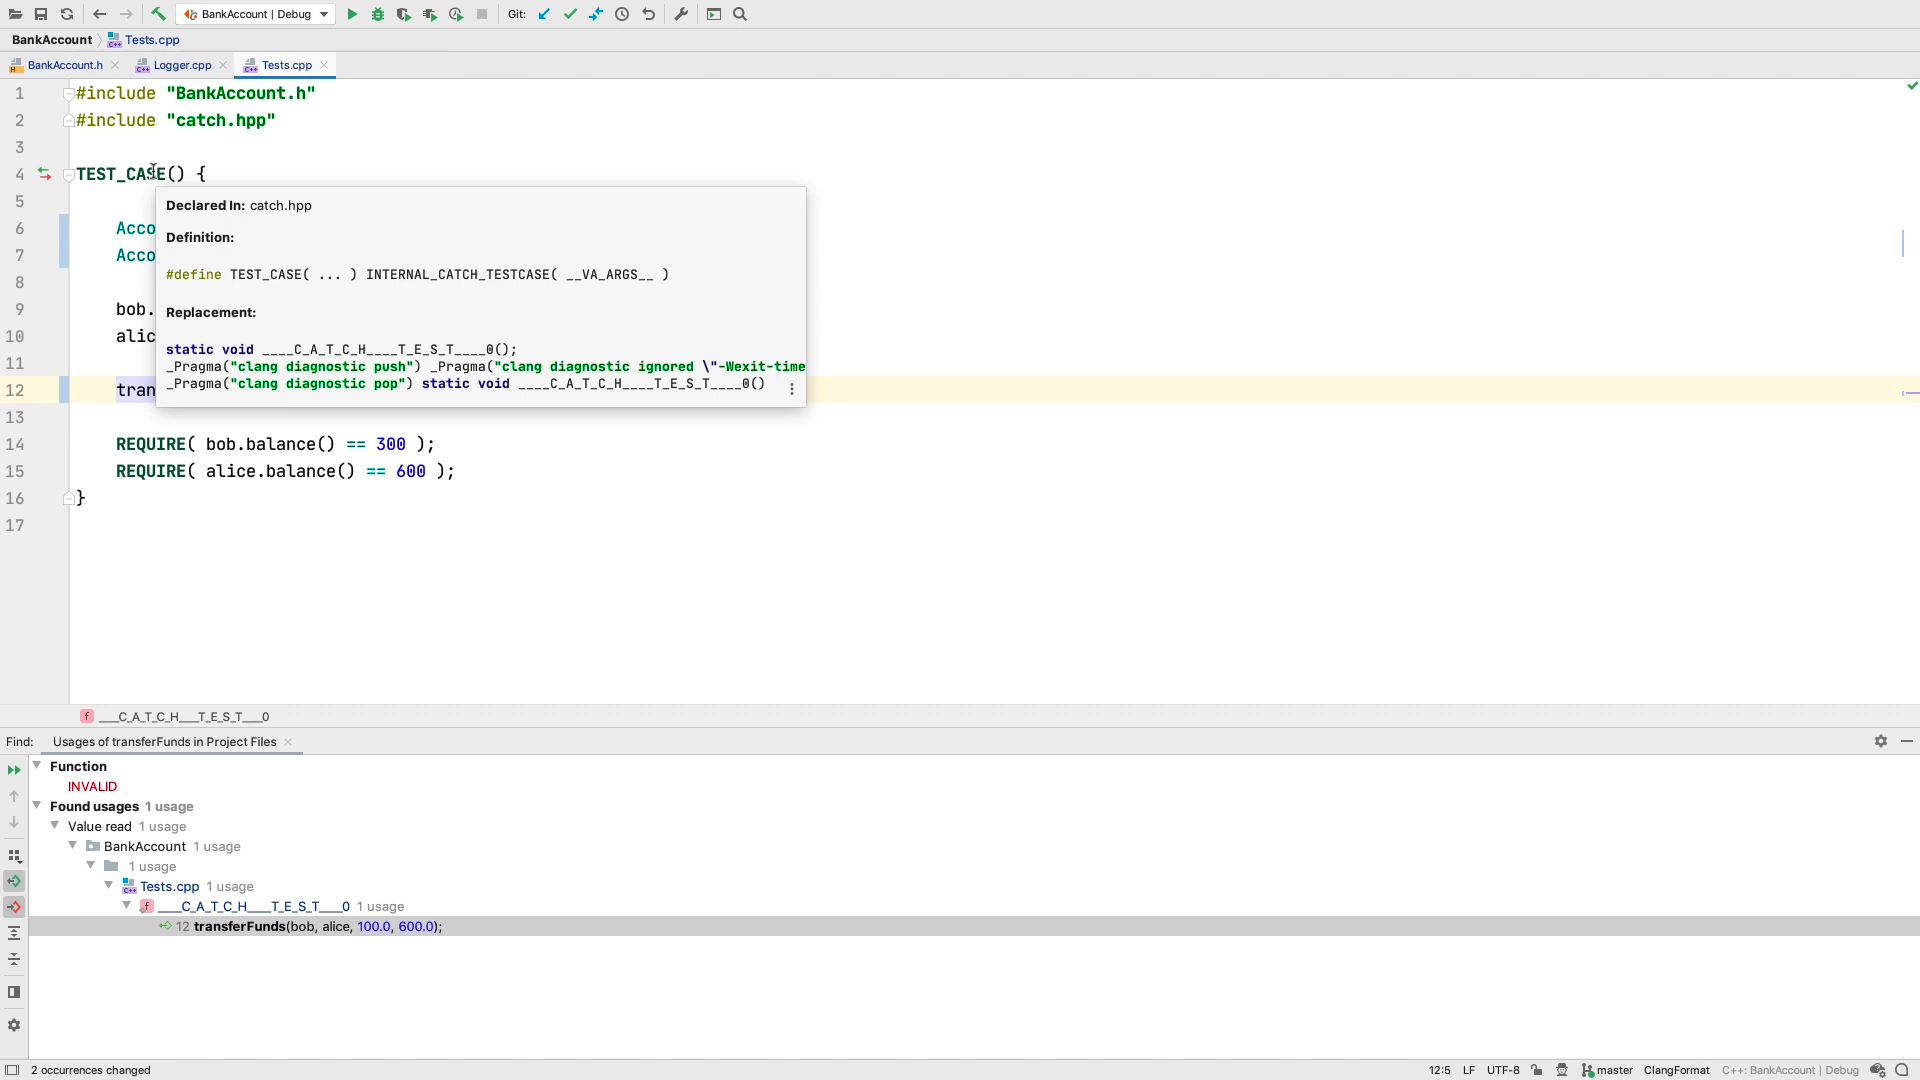 BankAccount | Debug
Git:
BankAccount
Tests.cpp
BankAccount.h
Logger.cpp
Tests.cpp
1 #include "BankAccount.h"
2 #include "catch.hpp"
3
4 TEST_CASE() {
5
6 Acco
7 Acco
8
9 bob.
10 alic
11
12 tran
13
14 REQUIRE( bob.balance() == 300 );
15 REQUIRE( alice.balance() == 600 );
16 }
17
Declared In: catch.hpp
Definition:
#define TEST_CASE( ... ) INTERNAL_CATCH_TESTCASE( __VA_ARGS__ )
Replacement:
static void ____C_A_T_C_H____T_E_S_T____0();
_Pragma("clang diagnostic push") _Pragma("clang diagnostic ignored \"-Wexit-time
_Pragma("clang diagnostic pop") static void ____C_A_T_C_H____T_E_S_T____0()
f ____C_A_T_C_H____T_E_S_T____0
Find: Usages of transferFunds in Project Files
Function
INVALID
Found usages 1 usage
Value read 1 usage
BankAccount 1 usage
1 usage
Tests.cpp 1 usage
f ____C_A_T_C_H____T_E_S_T____0 1 usage
12 transferFunds(bob, alice, 100.0, 600.0);
2 occurrences changed
12:5 LF UTF-8 master ClangFormat C++: BankAccount | Debug